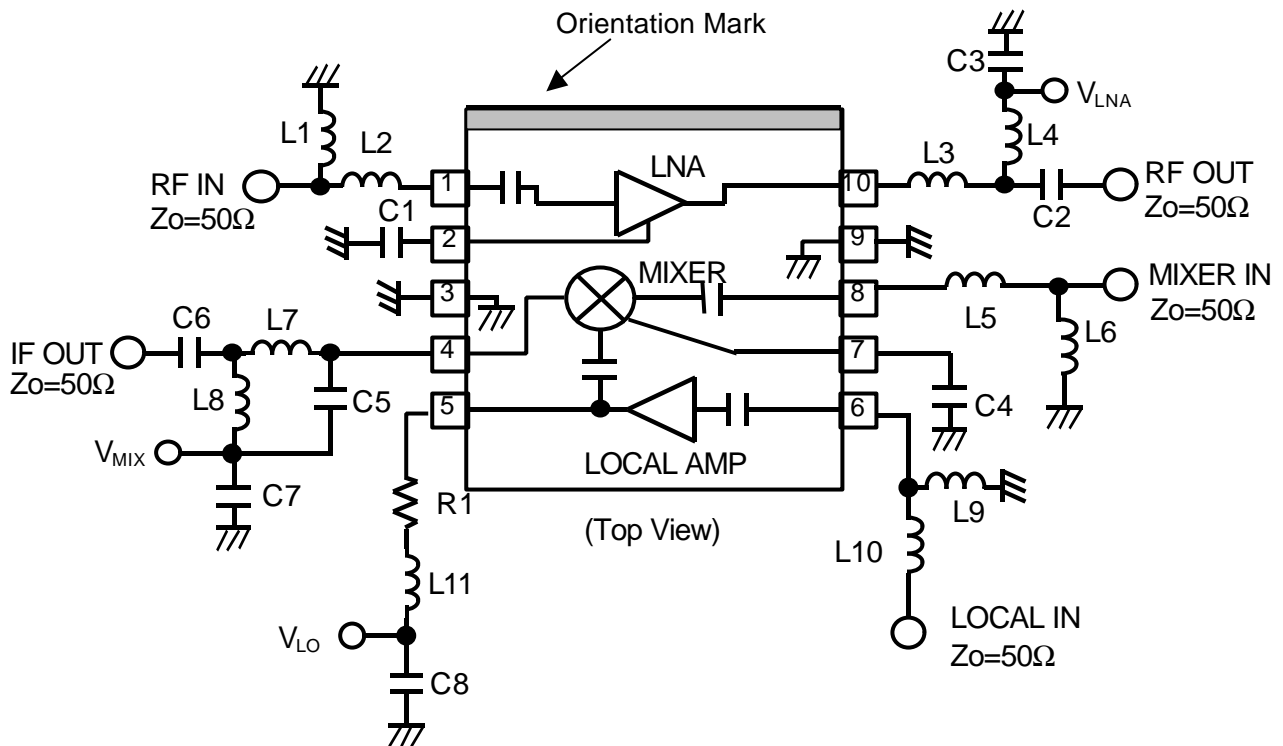 Orientation Mark
C3
V_LNA
L1
L2
LNA
L3
L4
RF IN
Zo=50Ω
1
10
C2
RF OUT
Zo=50Ω
C1
2
9
MIXER
3
8
L5
MIXER IN
Zo=50Ω
L6
C6
L7
IF OUT
Zo=50Ω
4
7
L8
C5
5
6
C4
V_MIX
LOCAL AMP
C7
R1
L9
(Top View)
L10
L11
LOCAL IN
Zo=50Ω
V_LO
C8